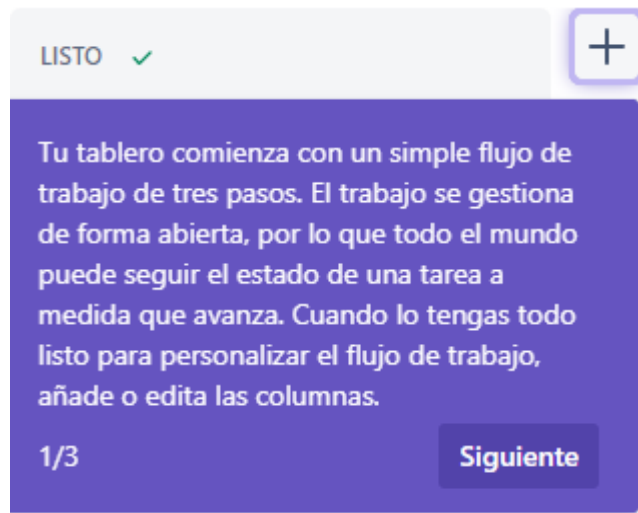 LISTO
Tu tablero comienza con un simple flujo de
trabajo de tres pasos. El trabajo se gestiona
de forma abierta, por lo que todo el mundo
puede seguir el estado de una tarea a
medida que avanza. Cuando lo tengas todo
listo para personalizar el flujo de trabajo,
añade o edita las columnas.
1/3
Siguiente